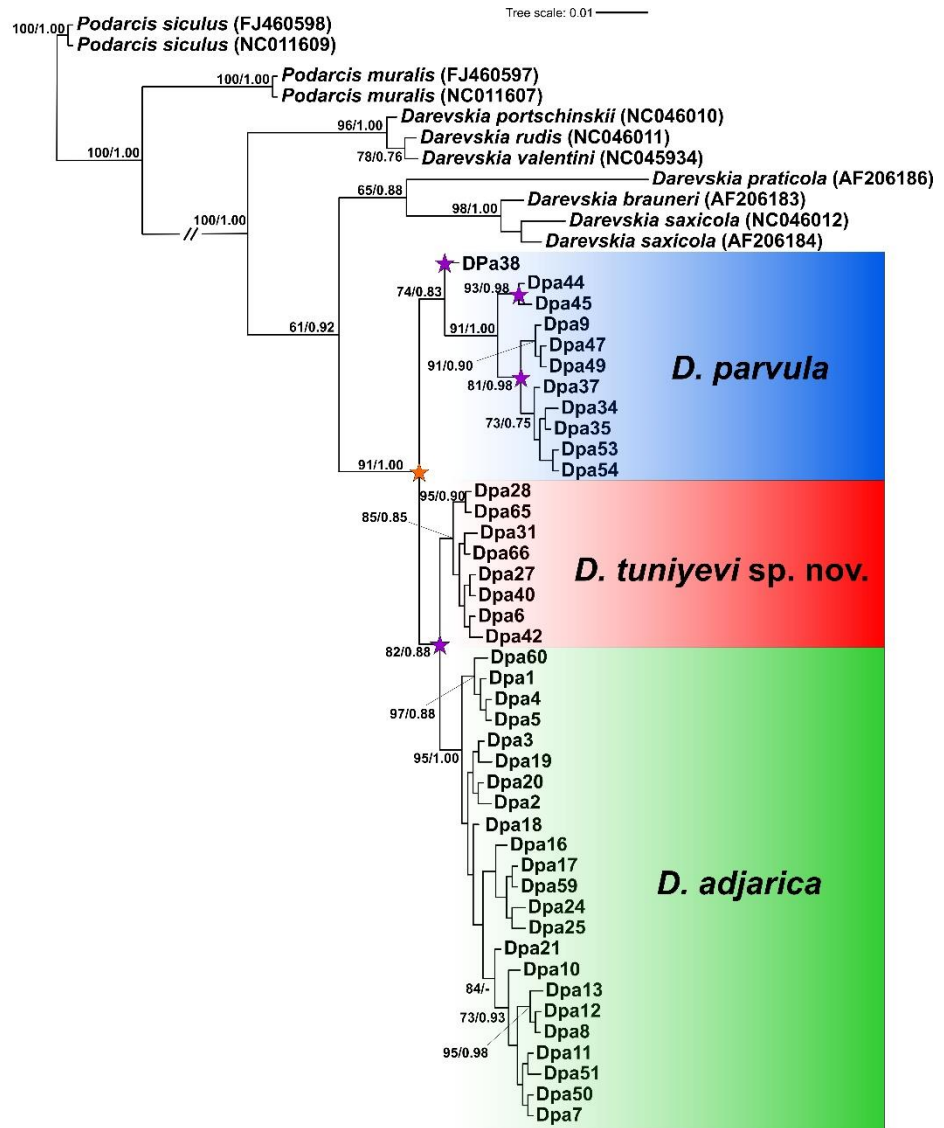 Tree scale: 0.01
100/1.00
Podarcis siculus (FJ460598)
Podarcis siculus (NC011609)
100/1.00
Podarcis muralis (FJ460597)
Podarcis muralis (NC011607)
96/1.00
Darevskia portschinskii (NC046010)
Darevskia rudis (NC046011)
100/1.00
78/0.76
Darevskia valentini (NC045934)
65/0.88
Darevskia praticola (AF206186)
Darevskia brauneri (AF206183)
98/1.00
100/1.00
//
Darevskia saxicola (NC046012)
Darevskia saxicola (AF206184)
DPa38
74/0.83
93/0.98
Dpa44
Dpa45
61/0.92
91/1.00
Dpa9
Dpa47
91/0.90
Dpa49
D. parvula
81/0.98
Dpa37
Dpa34
73/0.75
Dpa35
Dpa53
91/1.00
Dpa54
95/0.90
Dpa28
Dpa65
85/0.85
Dpa31
Dpa66
D. tuniyevi sp. nov.
Dpa27
Dpa40
Dpa6
Dpa42
82/0.88
Dpa60
Dpa1
Dpa4
97/0.88
Dpa5
Dpa3
95/1.00
Dpa19
Dpa20
Dpa2
Dpa18
Dpa16
Dpa17
Dpa59
D. adjarica
Dpa24
Dpa25
Dpa21
Dpa10
84/-
Dpa13
73/0.93
Dpa12
Dpa8
95/0.98
Dpa11
Dpa51
Dpa50
Dpa7